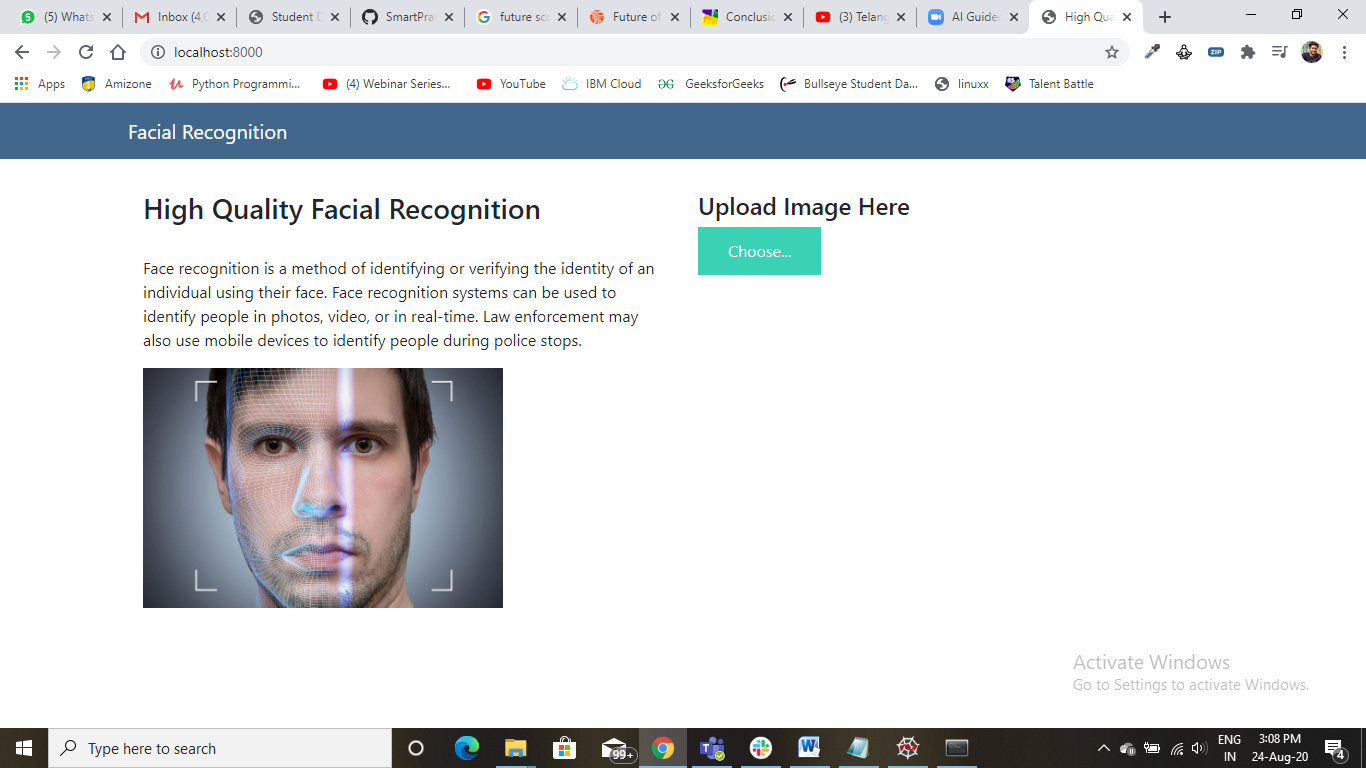 (5) Whats
Inbox (4,0
Student D
SmartPra
future sc
Future of
Conclusio
(3) Telang
AI Guided
High Qua
localhost:8000
Apps
Amizone
Python Programmi...
(4) Webinar Series...
YouTube
IBM Cloud
GeeksforGeeks
Bullseye Student Da...
linuxx
Talent Battle
Facial Recognition
High Quality Facial Recognition
Face recognition is a method of identifying or verifying the identity of an
individual using their face. Face recognition systems can be used to
identify people in photos, video, or in real-time. Law enforcement may
also use mobile devices to identify people during police stops.
Upload Image Here
Choose...
Activate Windows
Go to Settings to activate Windows.
Type here to search
99+
ENG
IN
3:08 PM
24-Aug-20
4